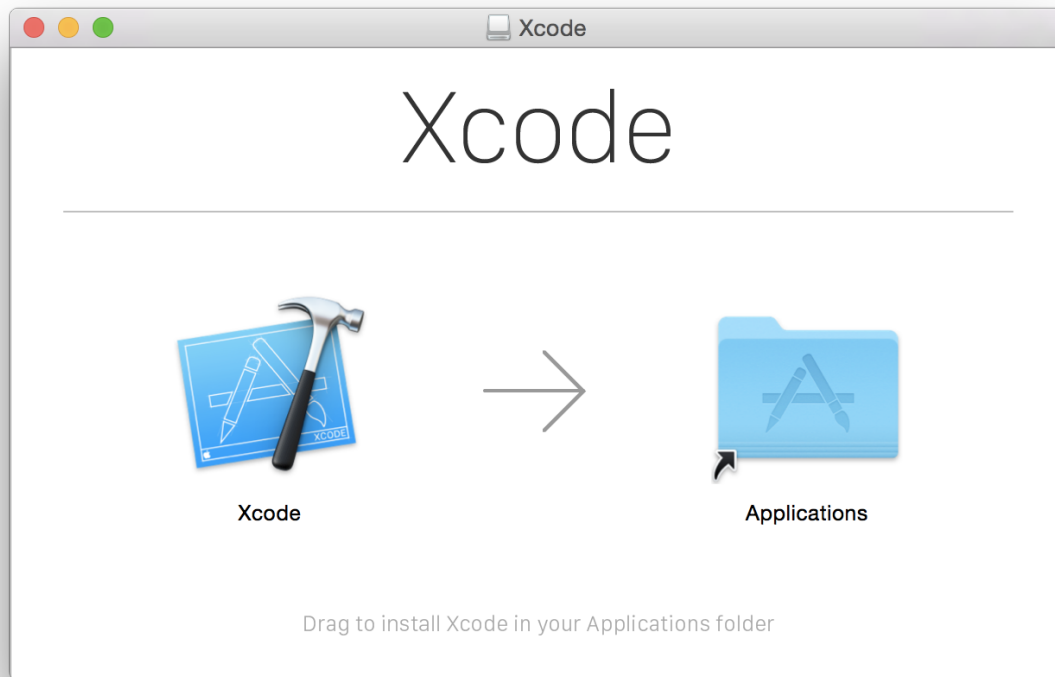 Xcode
Xcode
XCODE
Xcode
Applications
Drag to install Xcode in your Applications folder